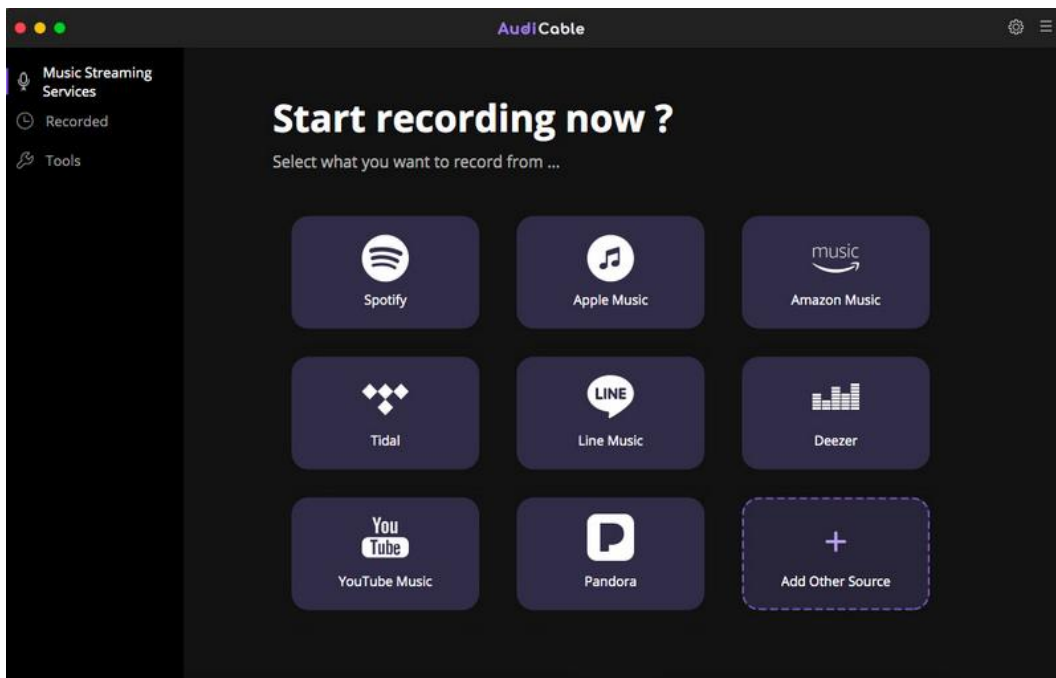 AudiCable
Music Streaming
Services
Recorded
Tools
Start recording now ?
Select what you want to record from ...
Spotify
Apple Music
music
Amazon Music
Tidal
LINE
Line Music
Deezer
You
Tube
YouTube Music
Pandora
+
Add Other Source